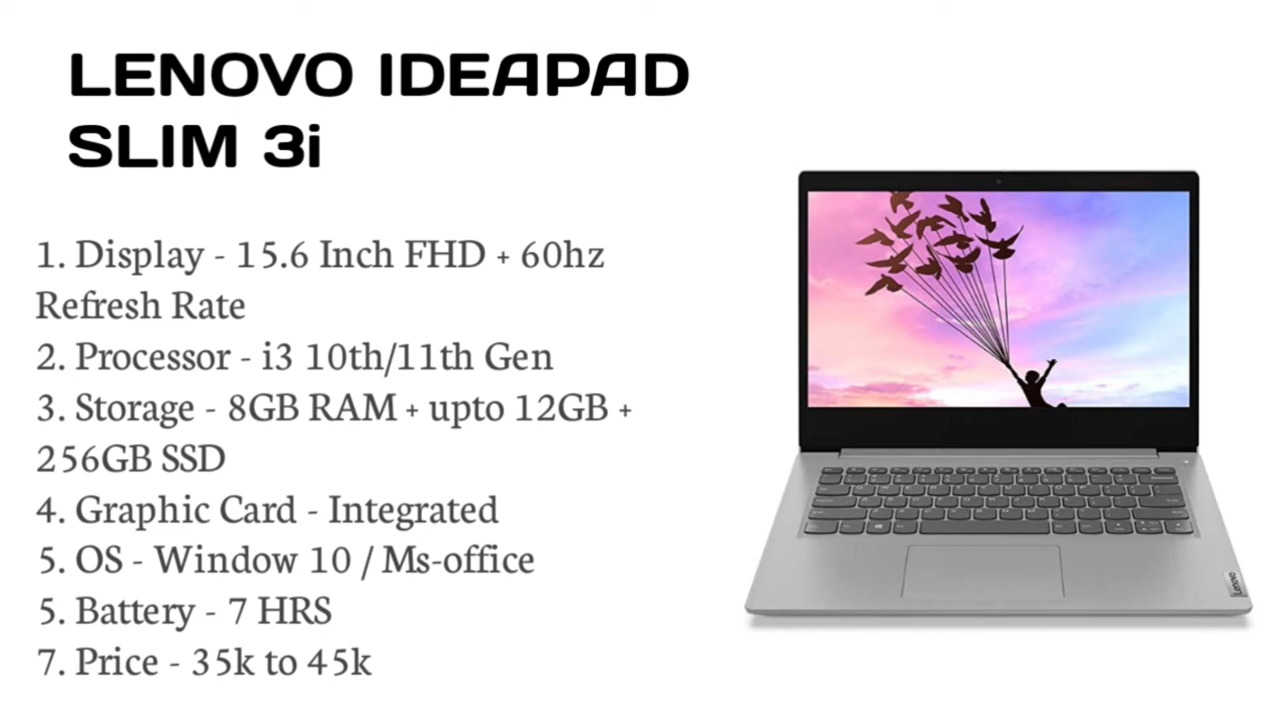 LENOVO IDEAPAD
SLIM 3i
1. Display - 15.6 Inch FHD + 60hz
Refresh Rate
2. Processor - i3 10th/11th Gen
3. Storage - 8GB RAM + upto 12GB +
256GB SSD
4. Graphic Card - Integrated
5. OS - Window 10 / Ms-office
5. Battery - 7 HRS
7. Price - 35k to 45k
Lenovo